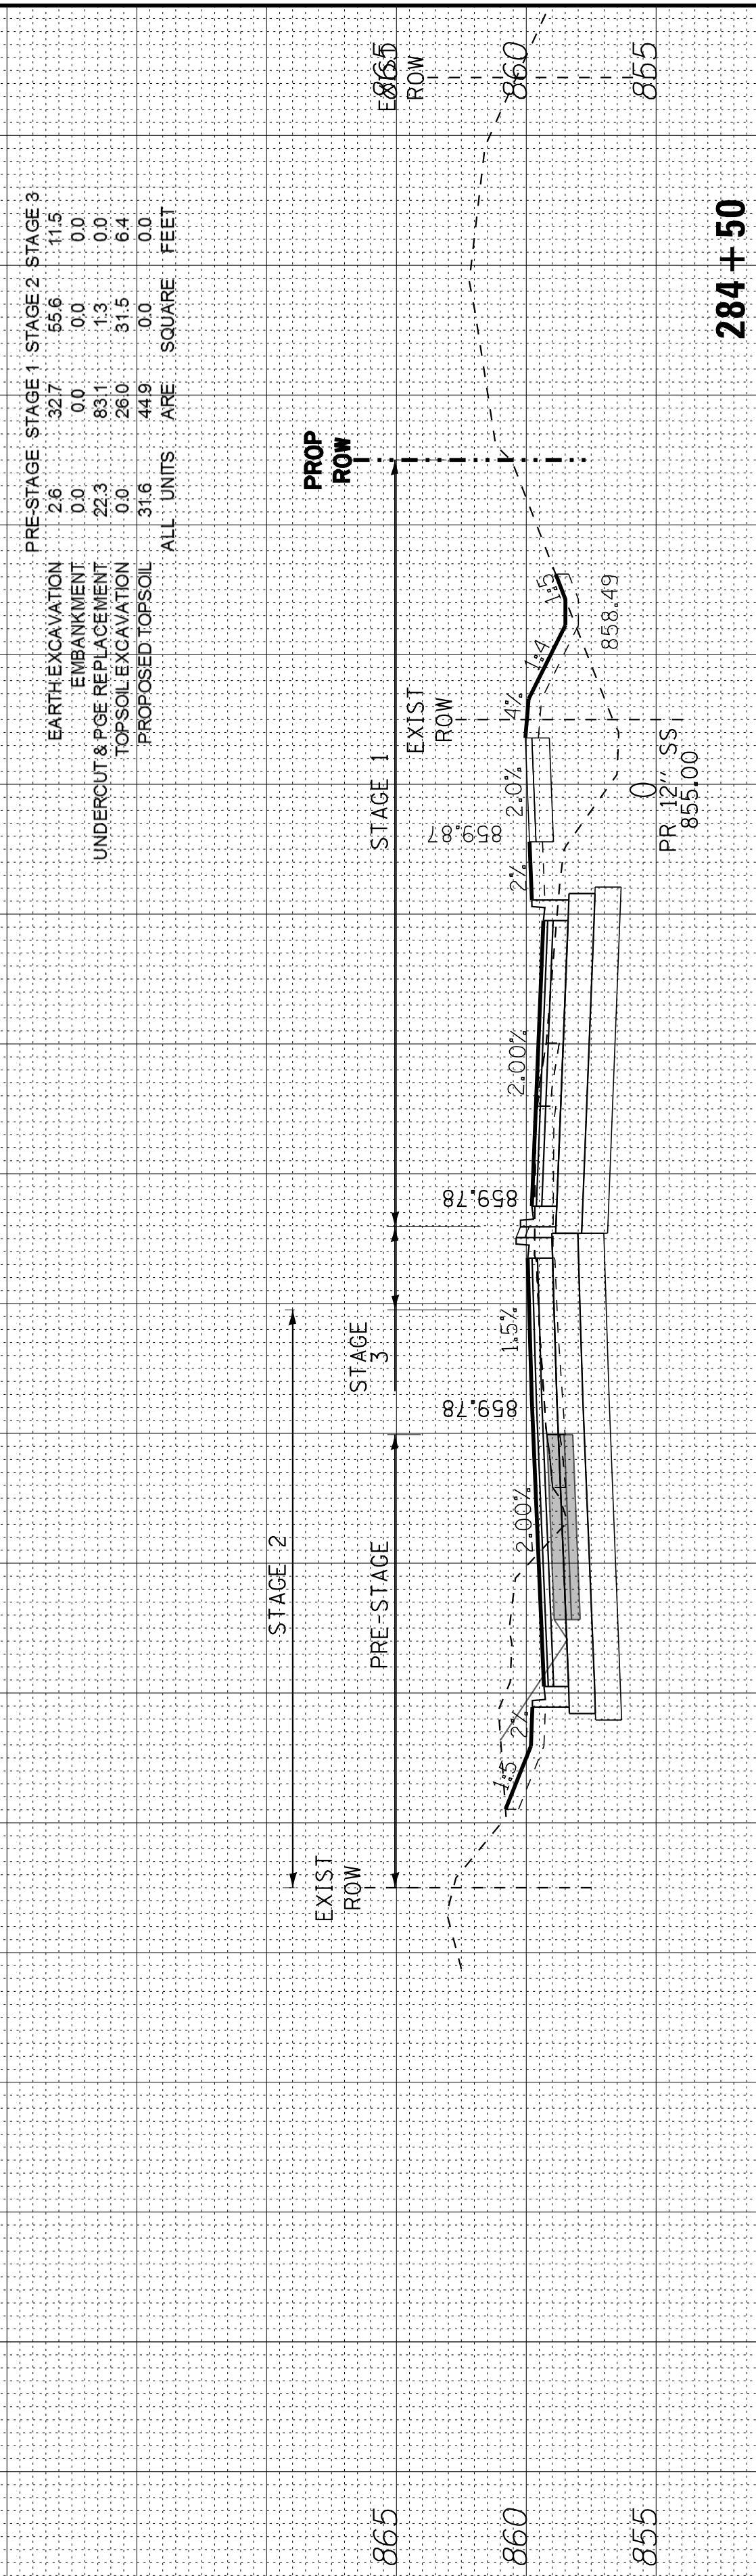 PRE-STAGE STAGE 1 STAGE 2 STAGE 3
EARTH EXCAVATION 2.6 32.7 55.6 11.5
EMBANKMENT 0.0 0.0 0.0 0.0
UNDERCUT & PGE REPLACEMENT 22.3 83.1 1.3 0.0
TOPSOIL EXCAVATION 0.0 26.0 31.5 6.4
PROPOSED TOPSOIL 31.6 44.9 0.0 0.0
ALL UNITS ARE SQUARE FEET
STAGE 2
PROP
ROW
EXIST
ROW
STAGE
3
PRE-STAGE
STAGE 1
EXIST
ROW
EXIST
ROW
865
865
860
860
855
855
1:5
2%
2.00%
859.78
1.5%
859.78
2.00%
2%
859.87
2.0%
4%
1:4
1:5
858.49
PR 12" SS
855.00
284+50